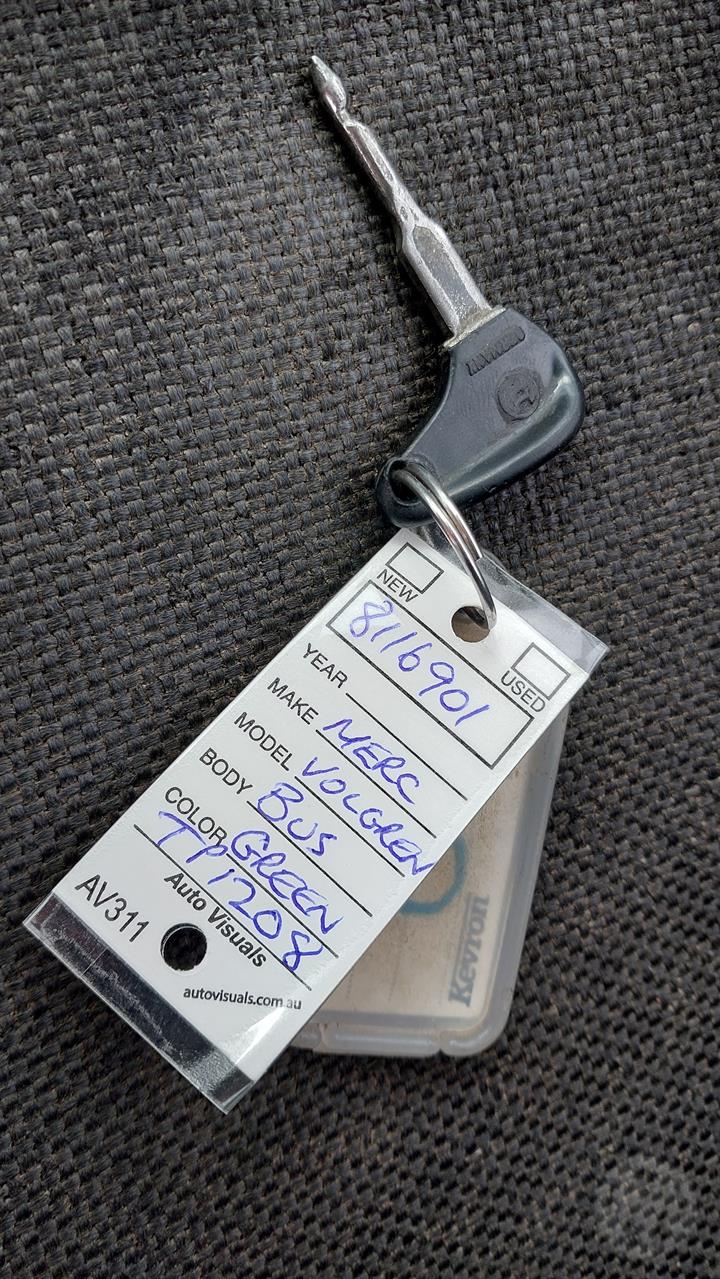 NEW
8116901
USED
YEAR
MAKE MERC
MODEL VOLGREN
BODY BUS
COLOR GREEN
TP1208
Auto Visuals
AV311
autovisuals.com.au
Kevron